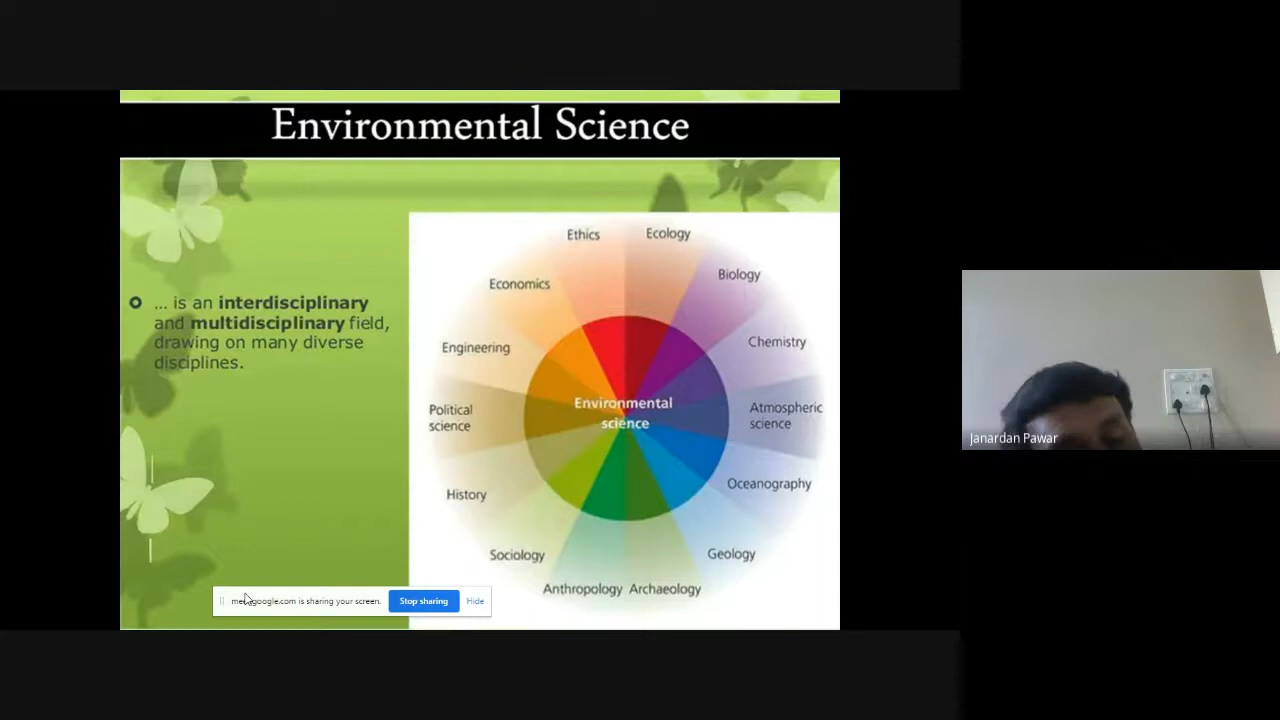 Environmental Science
... is an interdisciplinary
and multidisciplinary field,
drawing on many diverse
disciplines.
Ethics
Ecology
Biology
Chemistry
Atmospheric
science
Oceanography
Geology
Archaeology
Anthropology
Sociology
History
Political
science
Engineering
Economics
Environmental
science
google.com is sharing your screen.
Stop sharing
Hide
Janardan Pawar